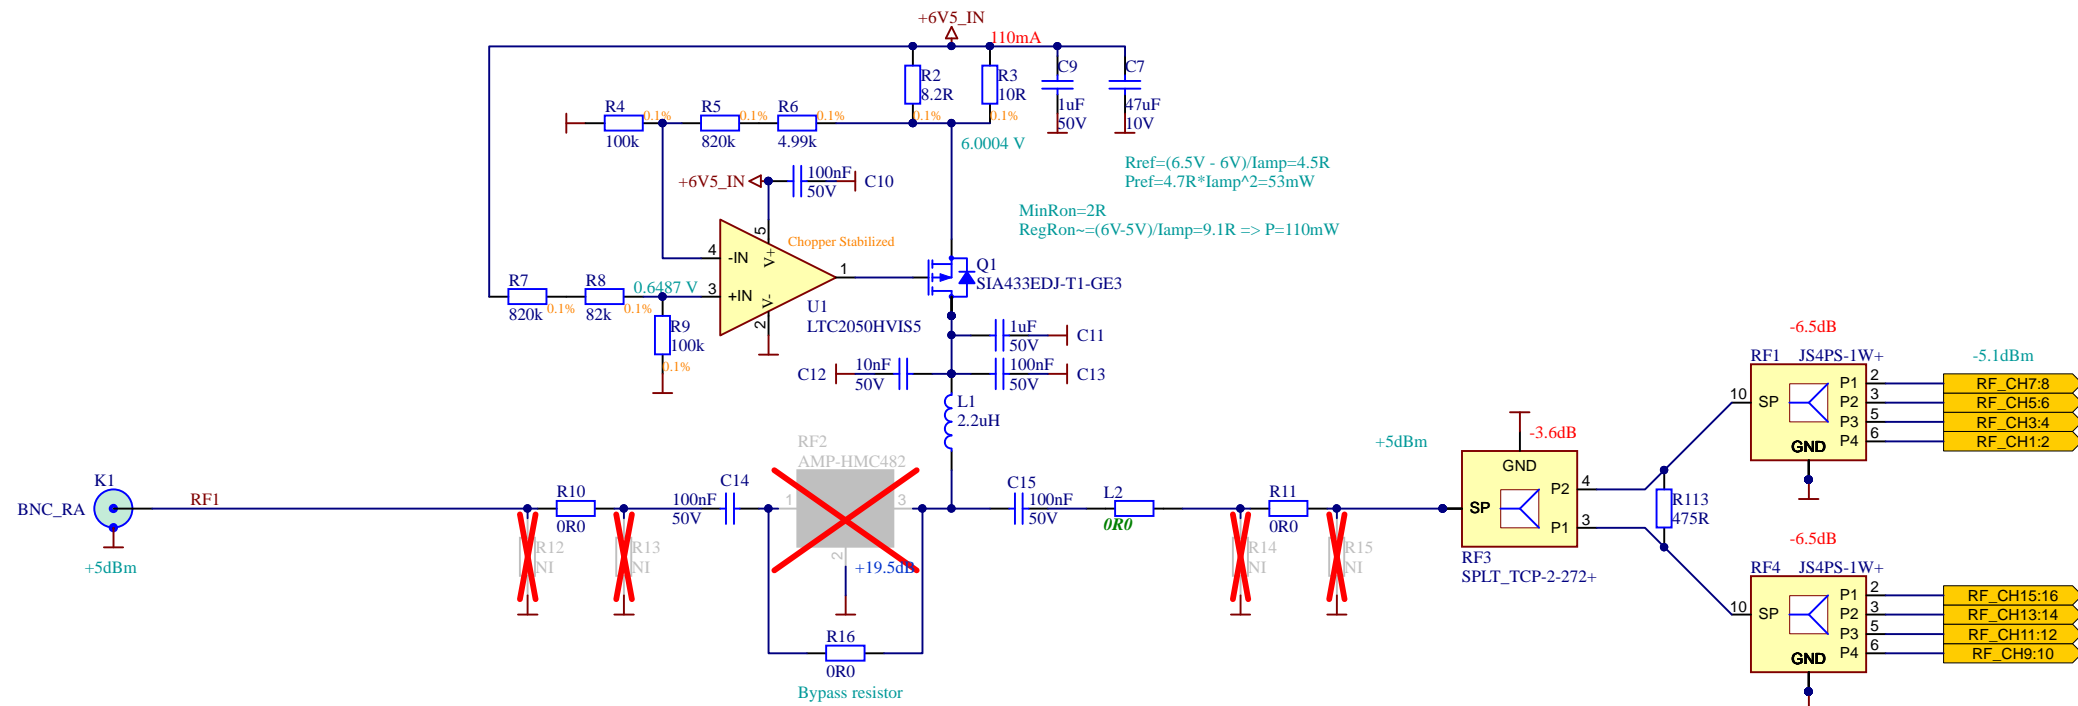 +6V5_IN
110mA
R2
8.2R
0.1%
R3
10R
0.1%
C9
1uF
50V
C7
47uF
10V
R4
0.1%
100k
R5
0.1%
820k
R6
0.1%
4.99k
6.0004 V
Rref=(6.5V - 6V)/Iamp=4.5R
Pref=4.7R*Iamp^2=53mW
+6V5_IN
100nF
50V
C10
MinRon=2R
RegRon~=(6V-5V)/Iamp=9.1R => P=110mW
Chopper Stabilized
5
V+
4
-IN
1
3
+IN
V-
2
U1
LTC2050HVIS5
Q1
SIA433EDJ-T1-GE3
R7
0.1%
820k
R8
0.1%
82k
0.6487 V
R9
100k
0.1%
1uF
50V
C11
C12
10nF
50V
100nF
50V
C13
L1
2.2uH
K1
BNC_RA
+5dBm
RF1
R12
NI
R10
0R0
R13
NI
C14
100nF
50V
RF2
AMP-HMC482
1
3
2
+19.5dB
R16
0R0
Bypass resistor
C15
100nF
50V
L2
0R0
R14
NI
R11
0R0
R15
NI
+5dBm
-3.6dB
GND
SP
P2
4
P1
3
RF3
SPLT_TCP-2-272+
R113
475R
-6.5dB
RF1
JS4PS-1W+
-5.1dBm
10
SP
P1
2
RF_CH7:8
P2
3
RF_CH5:6
P3
5
RF_CH3:4
P4
6
RF_CH1:2
GND
-6.5dB
RF4
JS4PS-1W+
10
SP
P1
2
RF_CH15:16
P2
3
RF_CH13:14
P3
5
RF_CH11:12
P4
6
RF_CH9:10
GND